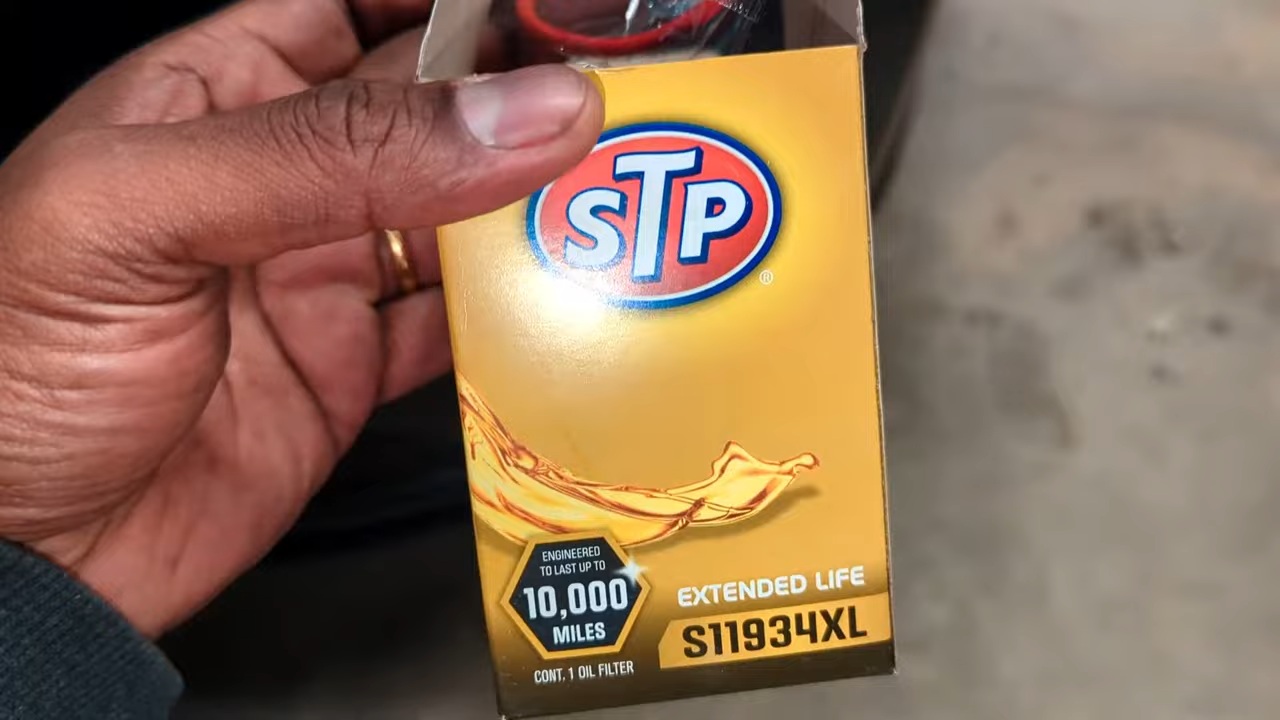 STP
®
ENGINEERED
TO LAST UP TO
10,000
MILES
EXTENDED LIFE
S11934XL
CONT. 1 OIL FILTER